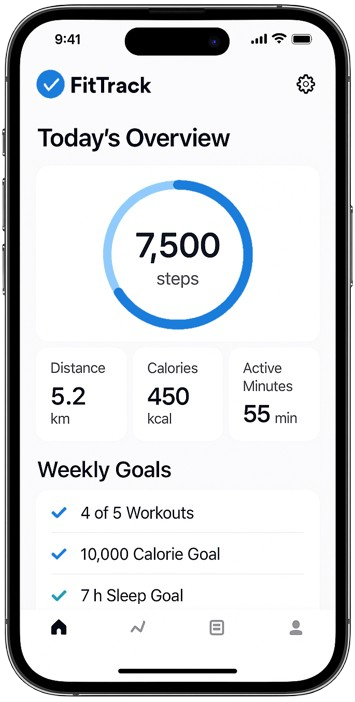 9:41
FitTrack
Today's Overview
7,500
steps
Distance
5.2
km
Calories
450
kcal
Active
Minutes
55 min
Weekly Goals
4 of 5 Workouts
10,000 Calorie Goal
7 h Sleep Goal